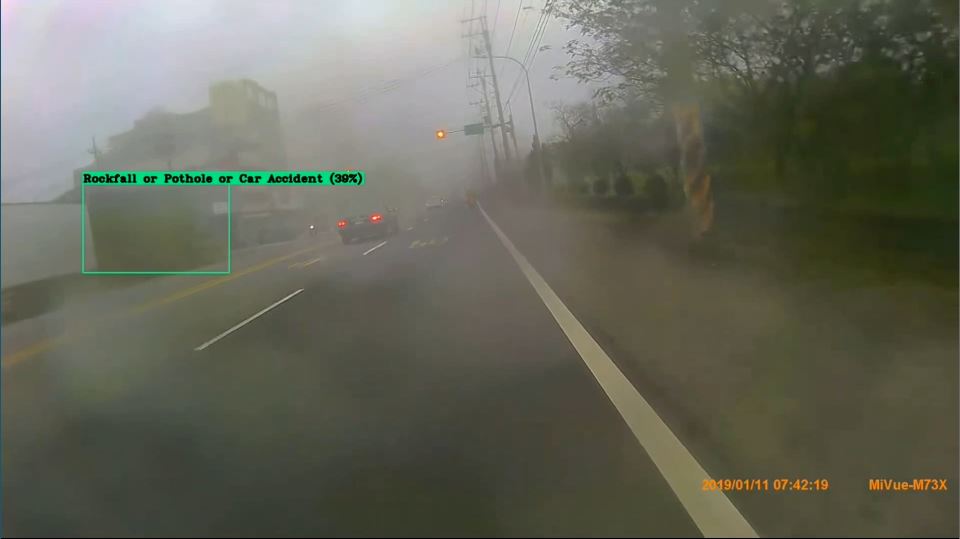 Rockfall or Pothole or Car Accident (39%)
2019/01/11 07:42:19 MiVue-M73X